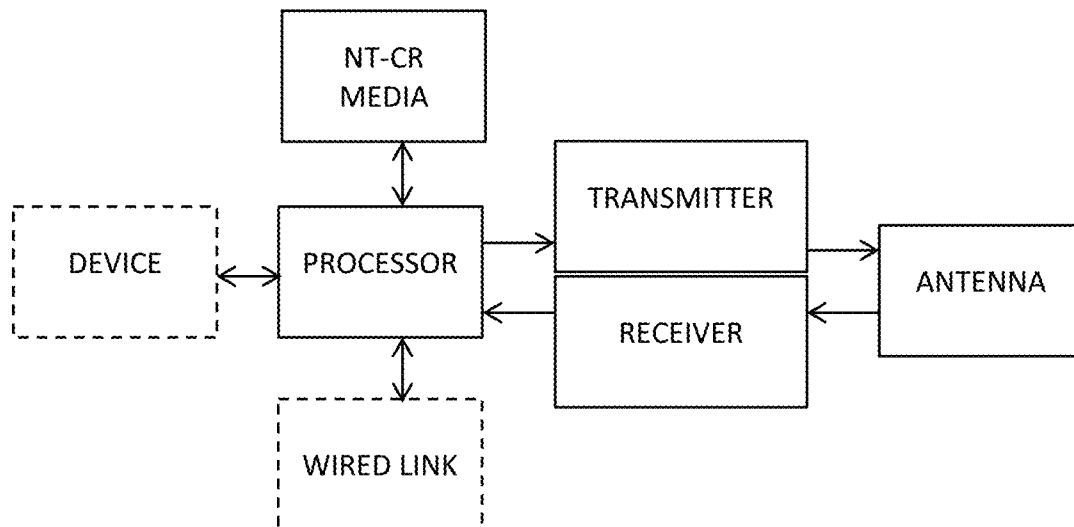 NT-CR
MEDIA
TRANSMITTER
DEVICE
PROCESSOR
ANTENNA
RECEIVER
WIRED LINK